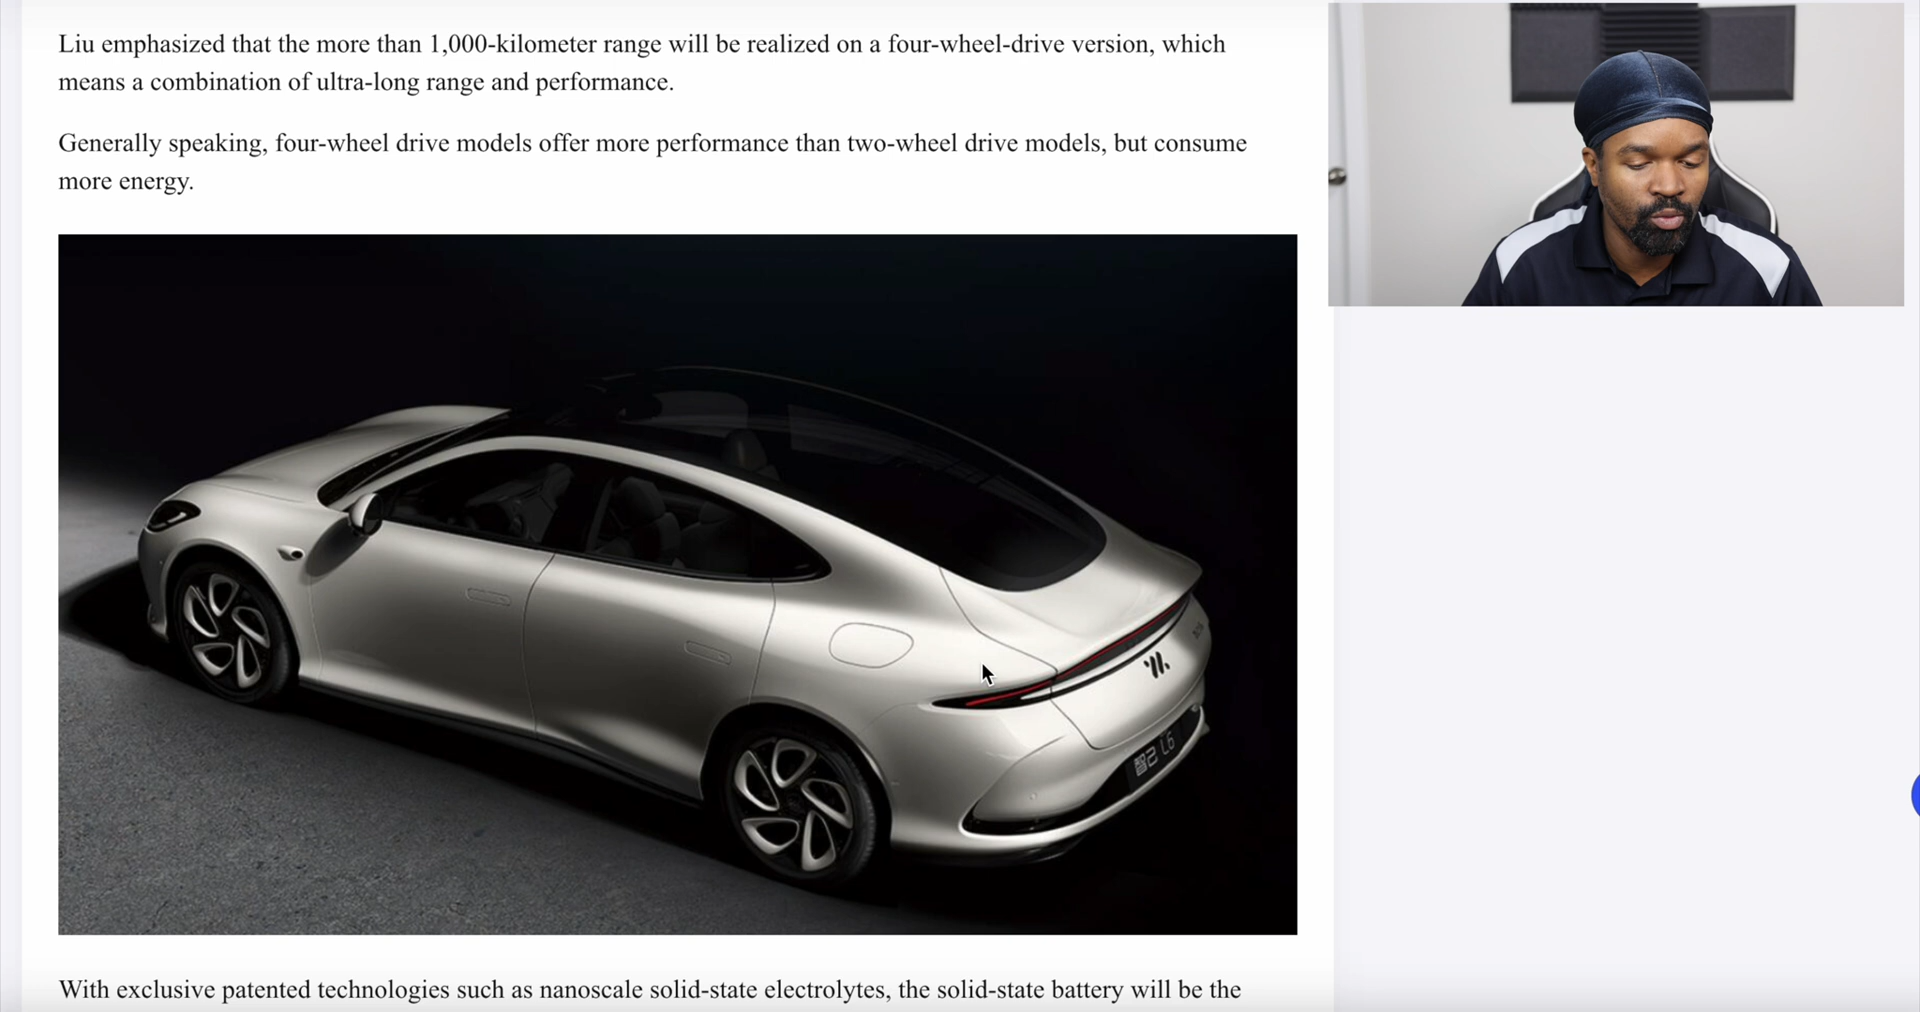 Liu emphasized that the more than 1,000-kilometer range will be realized on a four-wheel-drive version, which
means a combination of ultra-long range and performance.
Generally speaking, four-wheel drive models offer more performance than two-wheel drive models, but consume
more energy.
智己 L6
With exclusive patented technologies such as nanoscale solid-state electrolytes, the solid-state battery will be the